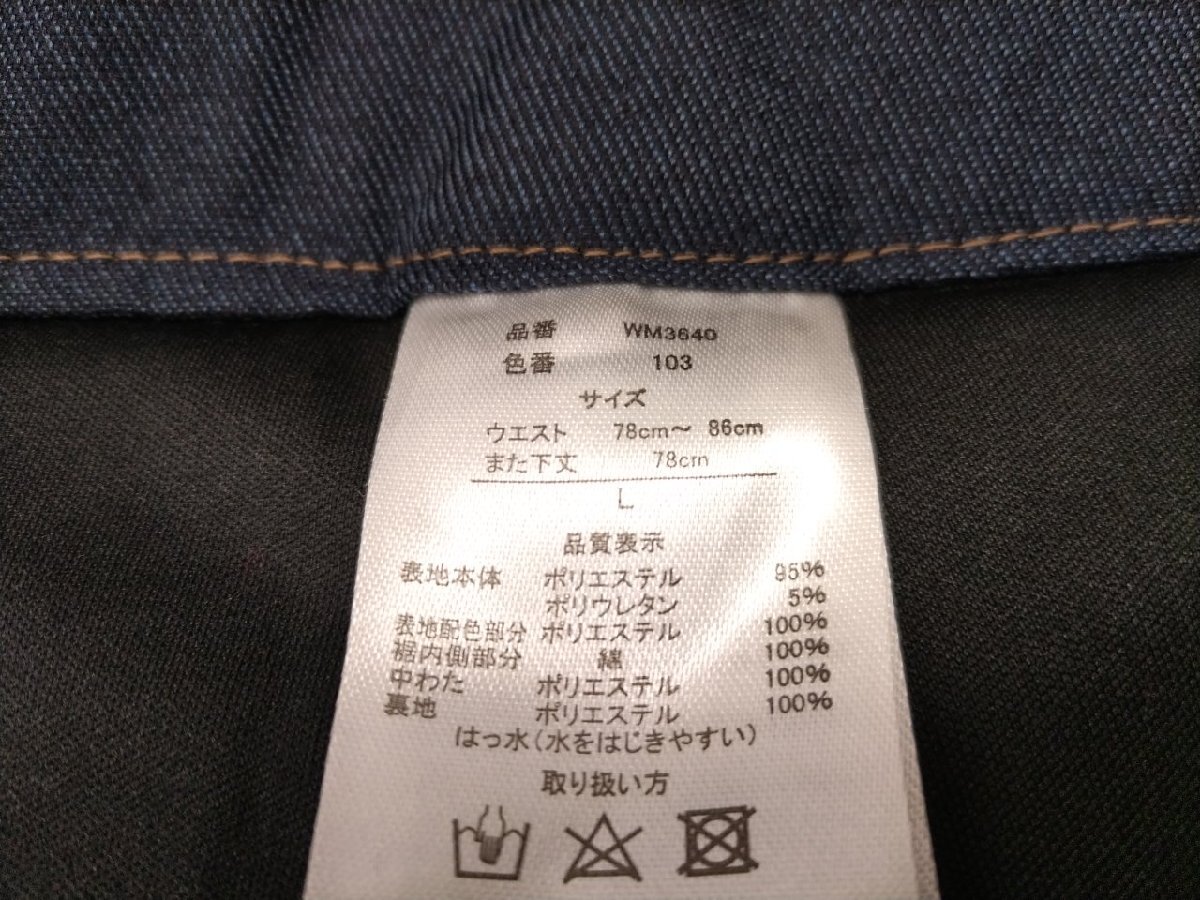 品番 WM3640
色番 103
サイズ
ウエスト 78cm～ 86cm
また下丈 78cm
L
品質表示
表地本体 ポリエステル 95%
ポリウレタン 5%
表地配色部分 ポリエステル 100%
裾内側部分 綿 100%
中わた ポリエステル 100%
裏地 ポリエステル 100%
はっ水(水をはじきやすい)
取り扱い方